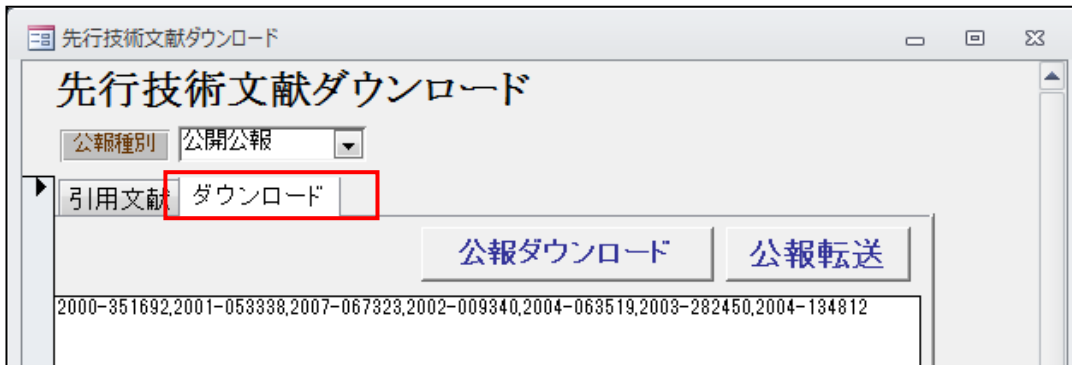 先行技術文献ダウンロード
先行技術文献ダウンロード
公報種別 公開公報
引用文献 ダウンロード
公報ダウンロード 公報転送
2000-351692,2001-053338,2007-067323,2002-009340,2004-063519,2003-282450,2004-134812